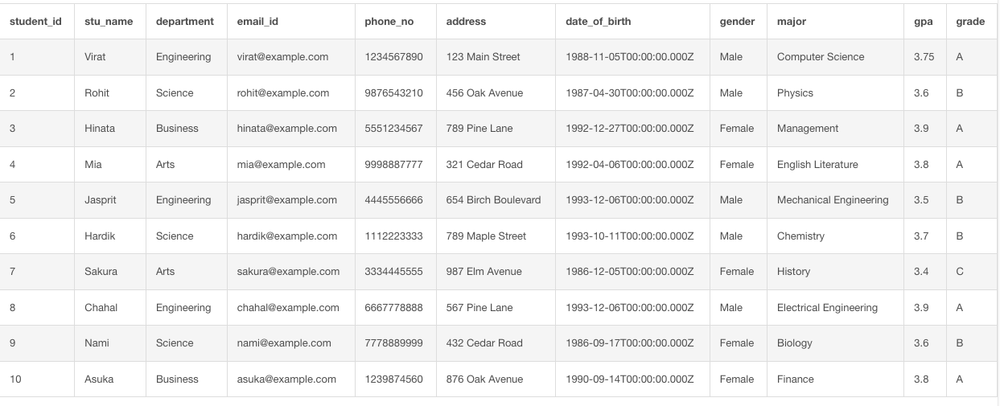 student_id stu_name department email_id phone_no address date_of_birth gender major gpa grade
1 Virat Engineering virat@example.com 1234567890 123 Main Street 1988-11-05T00:00:00.000Z Male Computer Science 3.75 A
2 Rohit Science rohit@example.com 9876543210 456 Oak Avenue 1987-04-30T00:00:00.000Z Male Physics 3.6 B
3 Hinata Business hinata@example.com 5551234567 789 Pine Lane 1992-12-27T00:00:00.000Z Female Management 3.9 A
4 Mia Arts mia@example.com 9998887777 321 Cedar Road 1992-04-06T00:00:00.000Z Female English Literature 3.8 A
5 Jasprit Engineering jasprit@example.com 4445556666 654 Birch Boulevard 1993-12-06T00:00:00.000Z Male Mechanical Engineering 3.5 B
6 Hardik Science hardik@example.com 1112223333 789 Maple Street 1993-10-11T00:00:00.000Z Male Chemistry 3.7 B
7 Sakura Arts sakura@example.com 3334445555 987 Elm Avenue 1986-12-05T00:00:00.000Z Female History 3.4 C
8 Chahal Engineering chahal@example.com 6667778888 567 Pine Lane 1993-12-06T00:00:00.000Z Male Electrical Engineering 3.9 A
9 Nami Science nami@example.com 7778889999 432 Cedar Road 1986-09-17T00:00:00.000Z Female Biology 3.6 B
10 Asuka Business asuka@example.com 1239874560 876 Oak Avenue 1990-09-14T00:00:00.000Z Female Finance 3.8 A